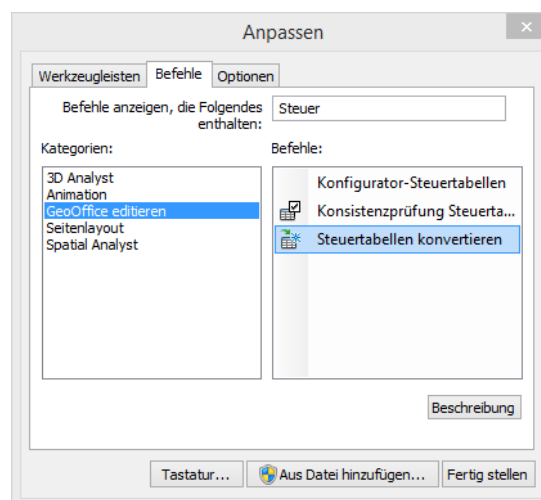 Anpassen
Werkzeugleisten Befehle Optionen
Befehle anzeigen, die Folgendes
enthalten:
Steuer
Kategorien:
Befehle:
3D Analyst
Animation
GeoOffice editieren
Seitenlayout
Spatial Analyst
Konfigurator-Steuertabellen
Konsistenzprüfung Steuerta...
Steuertabellen konvertieren
Beschreibung
Tastatur... Aus Datei hinzufügen... Fertig stellen